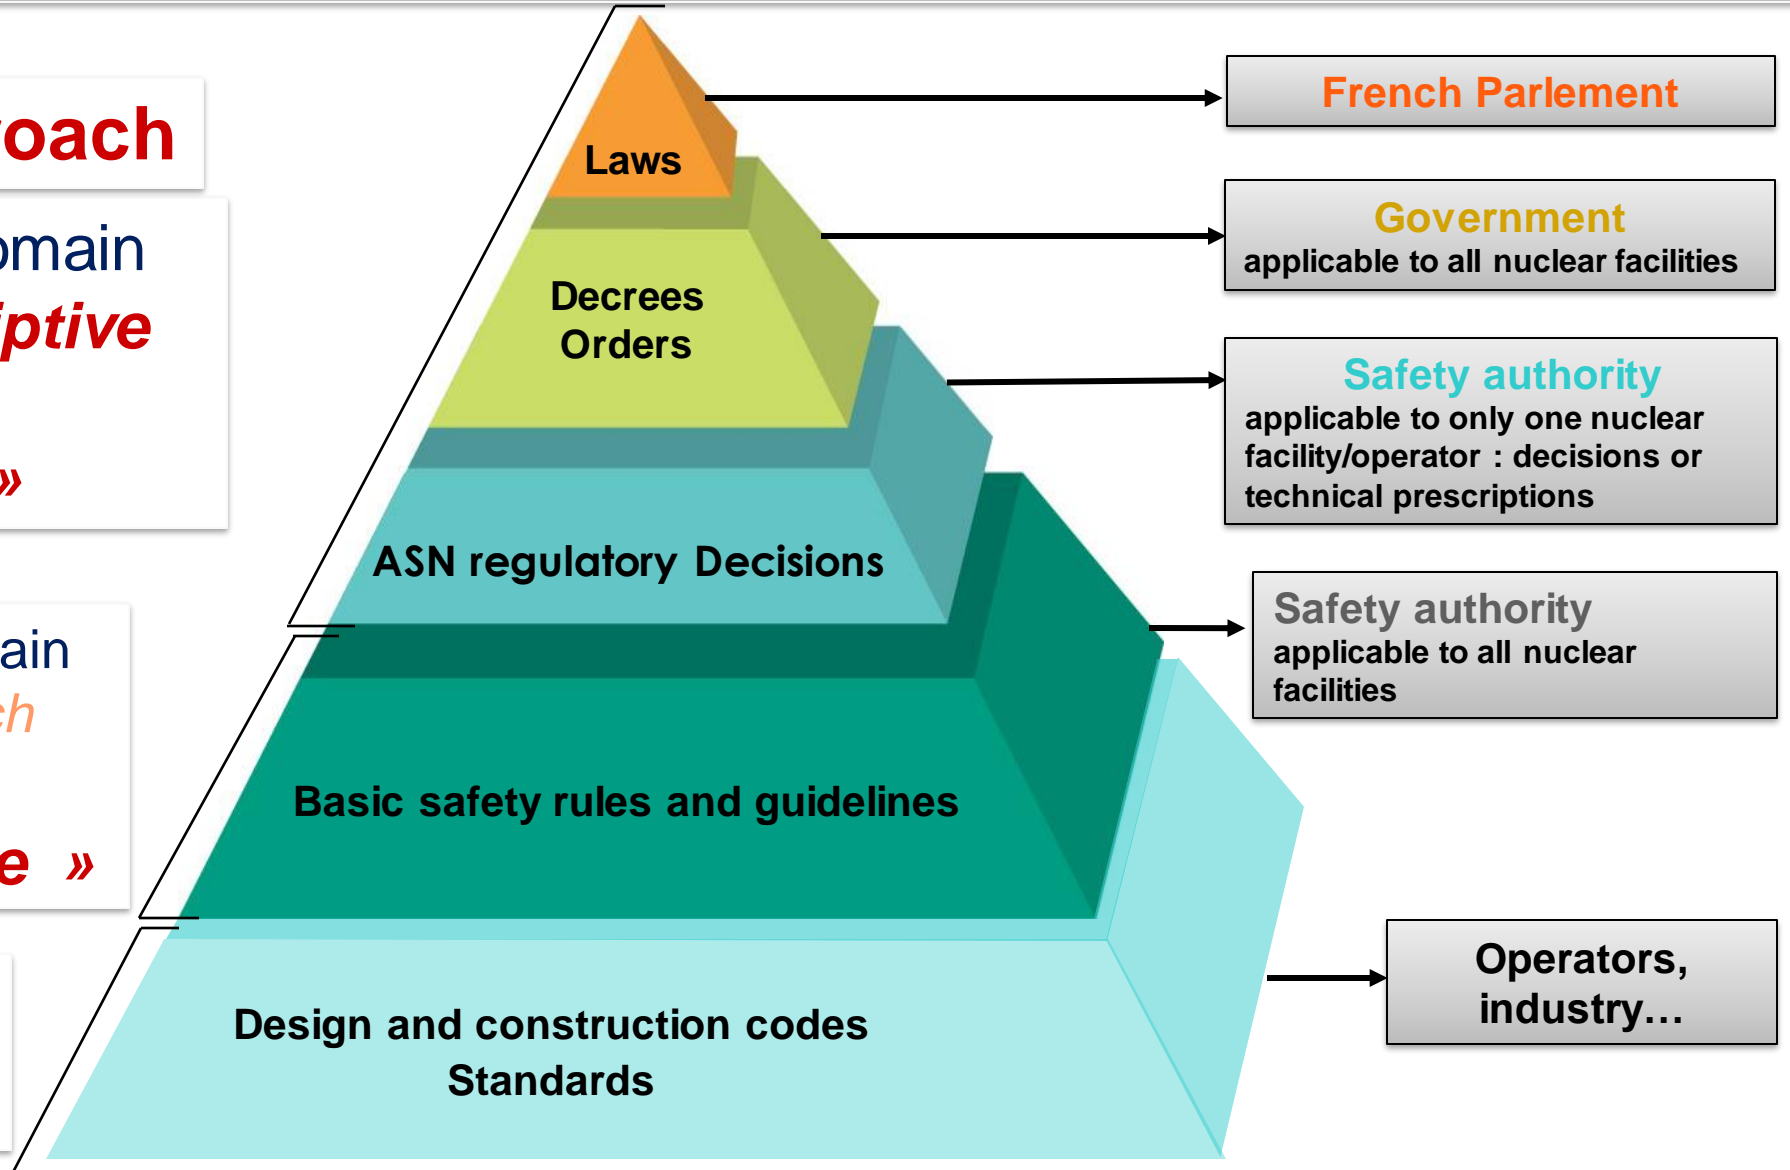 oach
omain
iptive
»
ain
ch
e »
Laws
Decrees
Orders
ASN regulatory Decisions
Basic safety rules and guidelines
Design and construction codes
Standards
French Parlement
Government
applicable to all nuclear facilities
Safety authority
applicable to only one nuclear
facility/operator : decisions or
technical prescriptions
Safety authority
applicable to all nuclear
facilities
Operators,
industry…